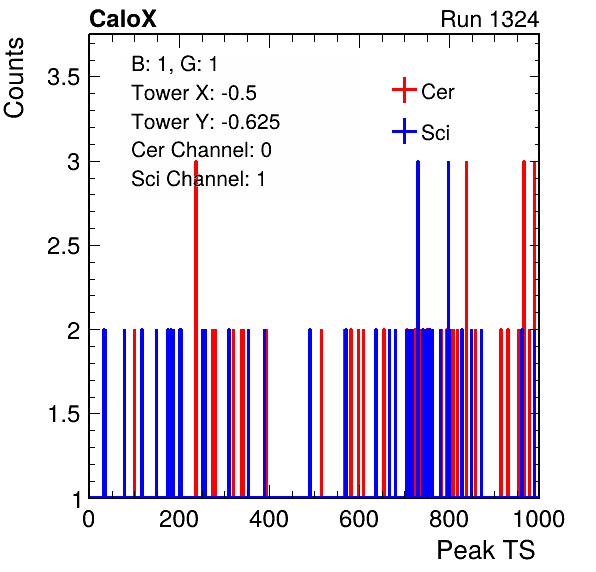 CaloX Run 1324
Counts
B: 1, G: 1
Tower X: -0.5
Tower Y: -0.625
Cer Channel: 0
Sci Channel: 1
Cer
Sci
3.5
3
2.5
2
1.5
1
0 200 400 600 800 1000
Peak TS